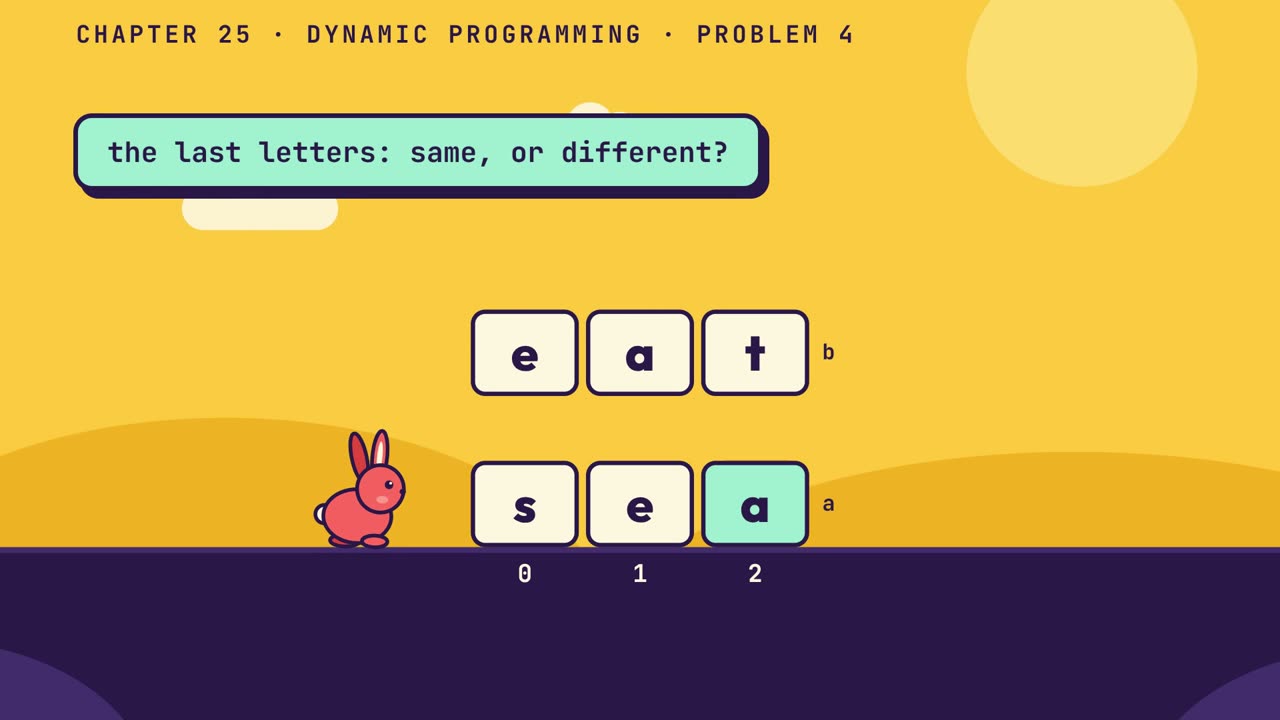 CHAPTER 25 · DYNAMIC PROGRAMMING · PROBLEM 4
the last letters: same, or different?
e a t b
s e a a
0 1 2